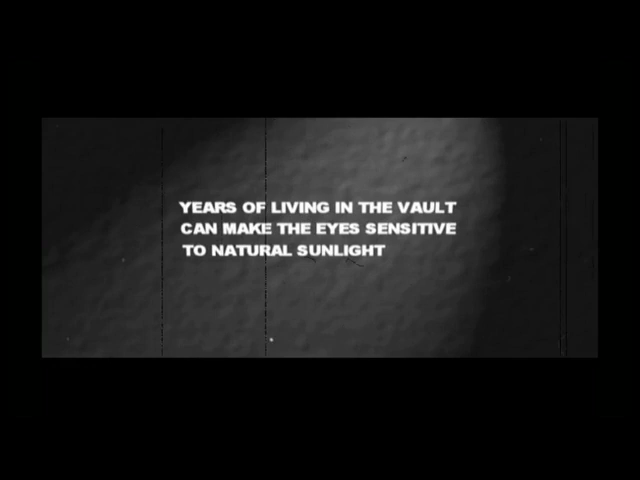 YEARS OF LIVING IN THE VAULT
CAN MAKE THE EYES SENSITIVE
TO NATURAL SUNLIGHT